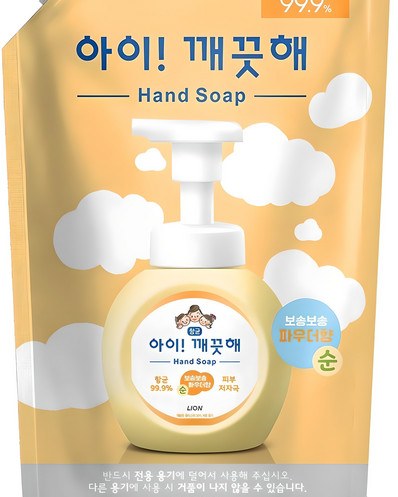 99.9%
아이! 깨끗해
Hand Soap
항균
아이! 깨끗해
Hand Soap
항균
99.9%
순
보송보송
파우더향
피부
저자극
LION
보송보송
파우더향
순
반드시 전용 용기에 덜어서 사용해 주십시오.
다른 용기에 사용 시 거품이 나지 않을 수 있습니다.